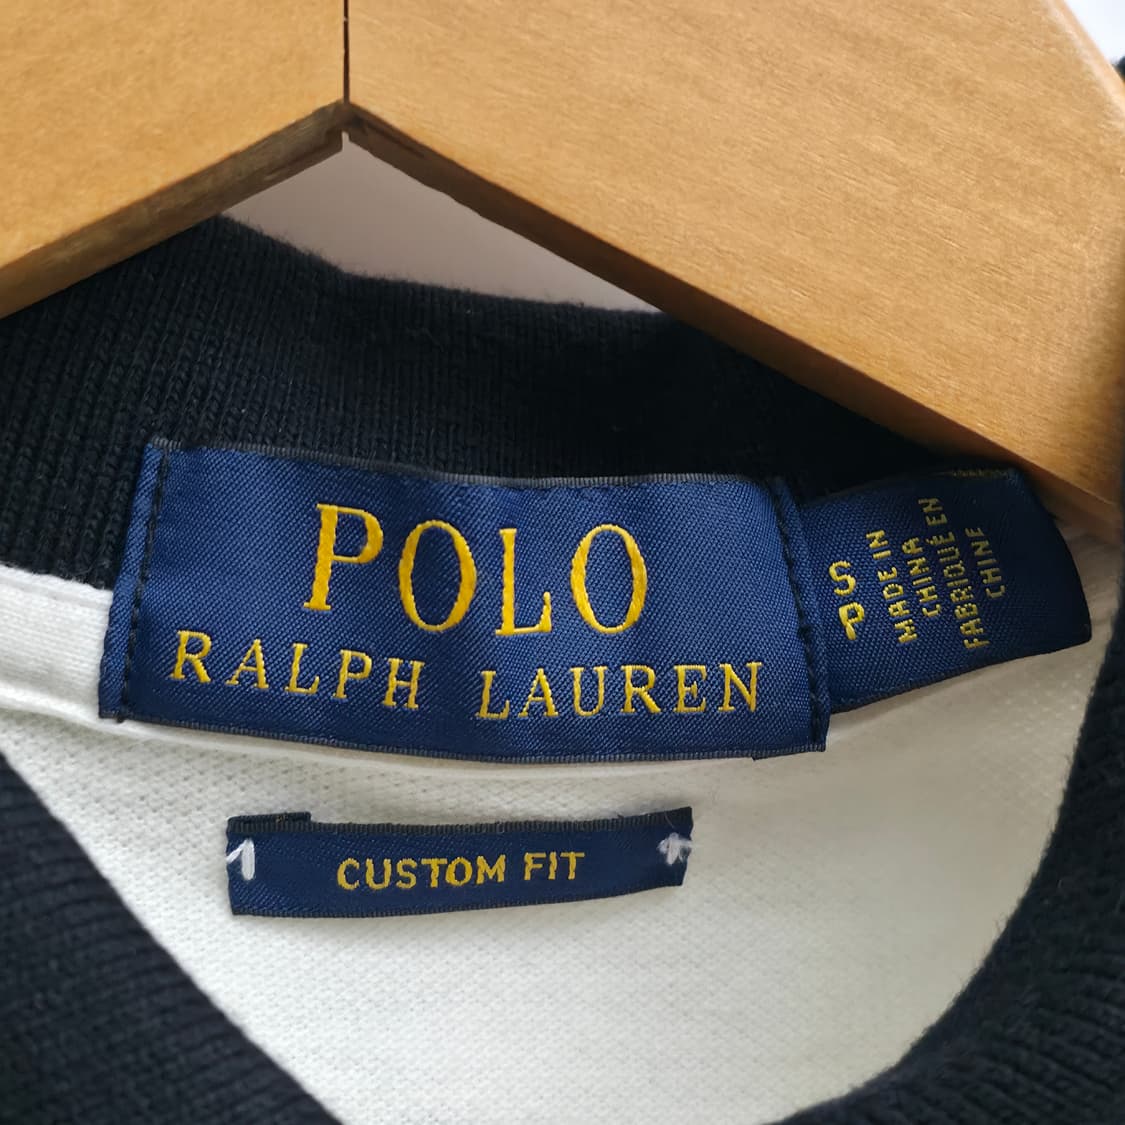 POLO
RALPH LAUREN
S
P
MADE IN
CHINA
FABRIQUÉ EN
CHINE
CUSTOM FIT